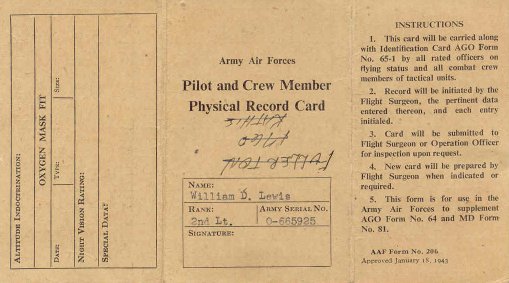 ALTITUDE INDOCTRINATION:
OXYGEN MASK FIT
DATE: TYPE: SIZE:
NIGHT VISION RATING:
SPECIAL DATA:
Army Air Forces
Pilot and Crew Member
Physical Record Card
NAME:
William D. Lewis
RANK: ARMY SERIAL NO.
2nd Lt. O-665925
SIGNATURE:
INSTRUCTIONS
1. This card will be carried along
with Identification Card AGO Form
No. 65-1 by all rated officers on
flying status and all combat crew
members of tactical units.
2. Record will be initiated by the
Flight Surgeon, the pertinent data
entered thereon, and each entry
initialed.
3. Card will be submitted to
Flight Surgeon or Operation Officer
for inspection upon request.
4. New card will be prepared by
Flight Surgeon when indicated or
required.
5. This form is for use in the
Army Air Forces to supplement
AGO Form No. 64 and MD Form
No. 81.
AAF Form No. 206
Approved January 18, 1943